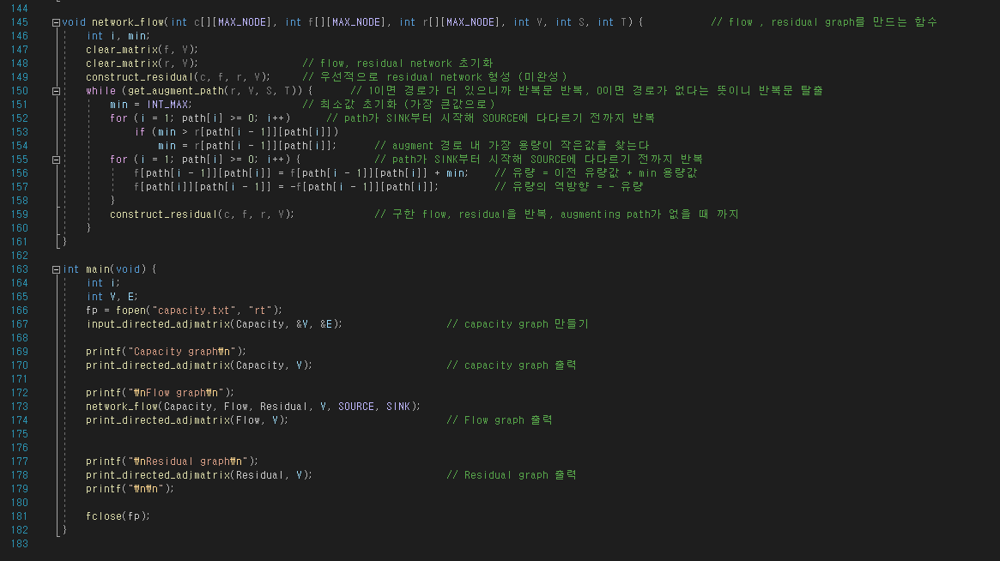 144
145 void network_flow(int c[][MAX_NODE], int f[][MAX_NODE], int r[][MAX_NODE], int V, int S, int T) { // flow , residual graph를 만드는 함수
146 int i, min;
147 clear_matrix(f, V);
148 clear_matrix(r, V); // flow, residual network 초기화
149 construct_residual(c, f, r, V); // 우선적으로 residual network 형성 (미완성)
150 while (get_augment_path(r, V, S, T)) { // 1이면 경로가 더 있으니까 반복문 반복, 0이면 경로가 없다는 뜻이니 반복문 탈출
151 min = INT_MAX; // 최소값 초기화 (가장 큰값으로)
152 for (i = 1; path[i] >= 0; i++) // path가 SINK부터 시작해 SOURCE에 다다르기 전까지 반복
153 if (min > r[path[i - 1]][path[i]])
154 min = r[path[i - 1]][path[i]]; // augment 경로 내 가장 용량이 작은값을 찾는다
155 for (i = 1; path[i] >= 0; i++) { // path가 SINK부터 시작해 SOURCE에 다다르기 전까지 반복
156 f[path[i - 1]][path[i]] = f[path[i - 1]][path[i]] + min; // 유량 = 이전 유량값 + min 용량값
157 f[path[i]][path[i - 1]] = -f[path[i - 1]][path[i]]; // 유량의 역방향 = - 유량
158 }
159 construct_residual(c, f, r, V); // 구한 flow, residual을 반복, augmenting path가 없을 때 까지
160 }
161 }
162
163 int main(void) {
164 int i;
165 int V, E;
166 fp = fopen("capacity.txt", "rt");
167 input_directed_adjmatrix(Capacity, &V, &E); // capacity graph 만들기
168
169 printf("Capacity graph₩n");
170 print_directed_adjmatrix(Capacity, V); // capacity graph 출력
171
172 printf("₩nFlow graph₩n");
173 network_flow(Capacity, Flow, Residual, V, SOURCE, SINK);
174 print_directed_adjmatrix(Flow, V); // Flow graph 출력
175
176
177 printf("₩nResidual graph₩n");
178 print_directed_adjmatrix(Residual, V); // Residual graph 출력
179 printf("₩n₩n");
180
181 fclose(fp);
182 }
183